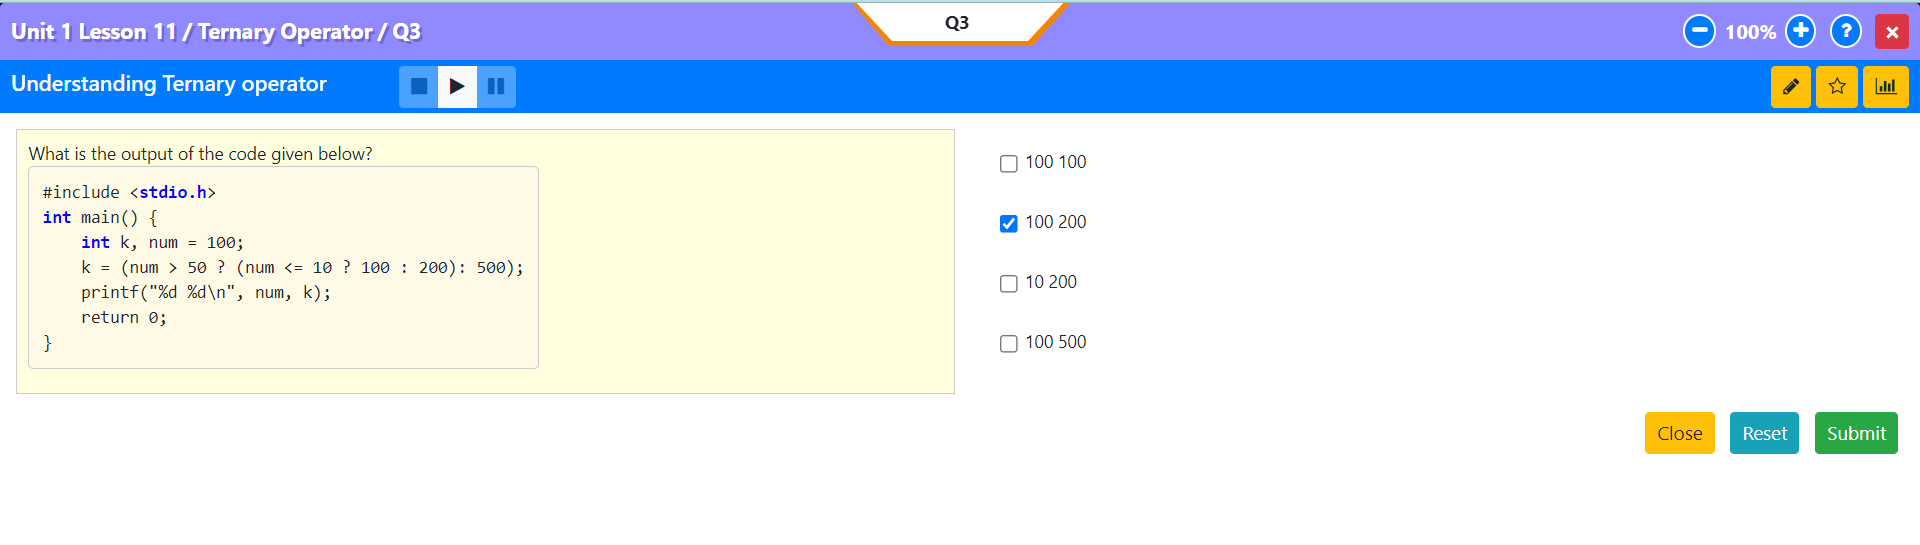 Unit 1 Lesson 11 / Ternary Operator / Q3
Q3
100%
?
×
Understanding Ternary operator
What is the output of the code given below?
#include <stdio.h>
int main() {
    int k, num = 100;
    k = (num > 50 ? (num <= 10 ? 100 : 200): 500);
    printf("%d %d\n", num, k);
    return 0;
}
100 100
100 200
10 200
100 500
Close
Reset
Submit